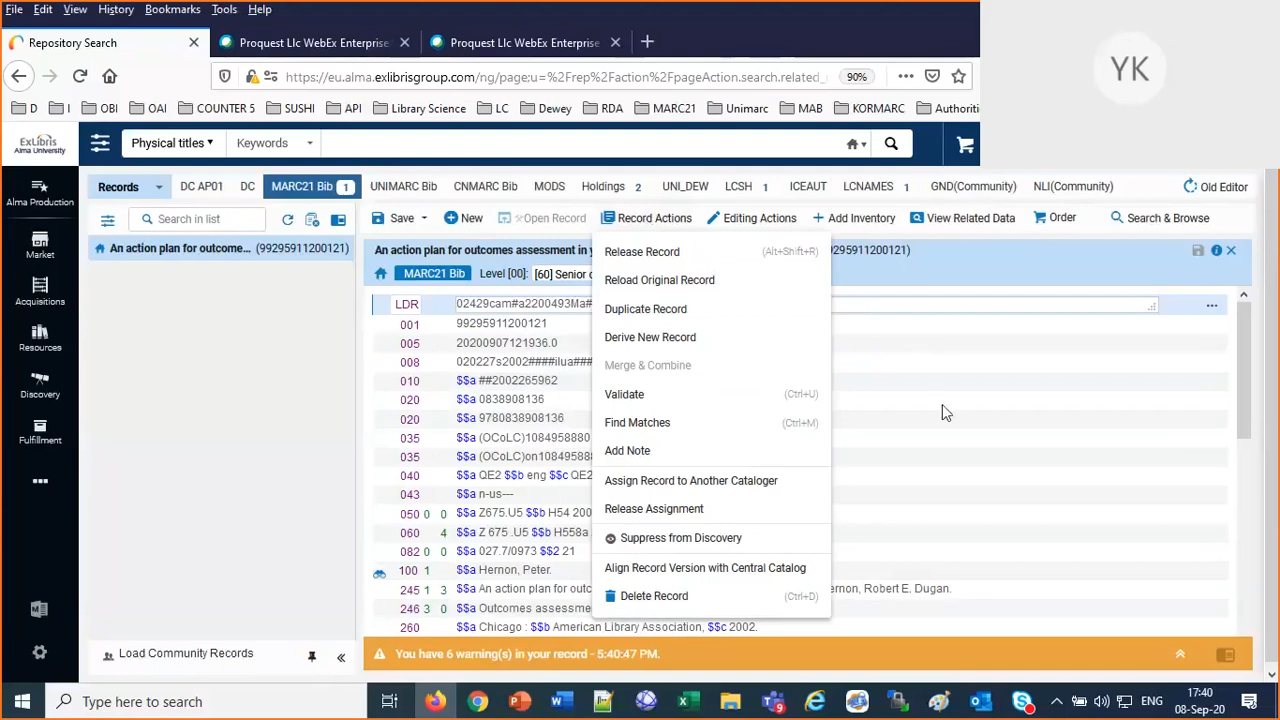 File Edit View History Bookmarks Tools Help
Repository Search
Proquest Llc WebEx Enterprise
Proquest Llc WebEx Enterprise
YK
https://eu.alma.exlibrisgroup.com/ng/page;u=%2Frep%2Faction%2FpageAction.search.related_
90%
D
I
OBI
OAI
COUNTER 5
SUSHI
API
Library Science
LC
Dewey
RDA
MARC21
Unimarc
MAB
KORMARC
Authoriti
ExLibris
Alma University
Physical titles
Keywords
Records
DC AP01
DC
MARC21 Bib 1
UNIMARC Bib
CNMARC Bib
MODS
Holdings 2
UNI_DEW
LCSH 1
ICEAUT
LCNAMES 1
GND(Community)
NLI(Community)
Old Editor
Alma Production
Market
Acquisitions
Resources
Discovery
Fulfillment
Search in list
Save
New
Open Record
Record Actions
Editing Actions
Add Inventory
View Related Data
Order
Search & Browse
An action plan for outcome... (99295911200121)
An action plan for outcomes assessment in y
99295911200121)
MARC21 Bib Level [00]: [60] Senior c
LDR 02429cam#a2200493Ma#
001 99295911200121
005 20200907121936.0
008 020227s2002####ilua###
010 $$a ##2002265962
020 $$a 0838908136
020 $$a 9780838908136
035 $$a (OCoLC)1084958880
035 $$a (OCoLC)on108495888
040 $$a QE2 $$b eng $$c QE2
043 $$a n-us---
050 0 0 $$a Z675.U5 $$b H54 200
060 4 $$a Z 675 .U5 $$b H558a
082 0 0 $$a 027.7/0973 $$2 21
100 1 $$a Hernon, Peter.
245 1 3 $$a An action plan for outc
ernon, Robert E. Dugan.
246 3 0 $$a Outcomes assessme
260 $$a Chicago : $$b American Library Association, $$c 2002.
Release Record (Alt+Shift+R)
Reload Original Record
Duplicate Record
Derive New Record
Merge & Combine
Validate (Ctrl+U)
Find Matches (Ctrl+M)
Add Note
Assign Record to Another Cataloger
Release Assignment
Suppress from Discovery
Align Record Version with Central Catalog
Delete Record (Ctrl+D)
Load Community Records
You have 6 warning(s) in your record - 5:40:47 PM.
Type here to search
ENG
17:40
08-Sep-20